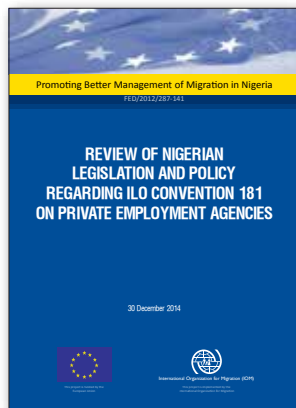 Promoting Better Management of Migration in Nigeria
FED/2012/287-141
REVIEW OF NIGERIAN
LEGISLATION AND POLICY
REGARDING ILO CONVENTION 181
ON PRIVATE EMPLOYMENT AGENCIES
30 December 2014
International Organization for Migration (IOM)